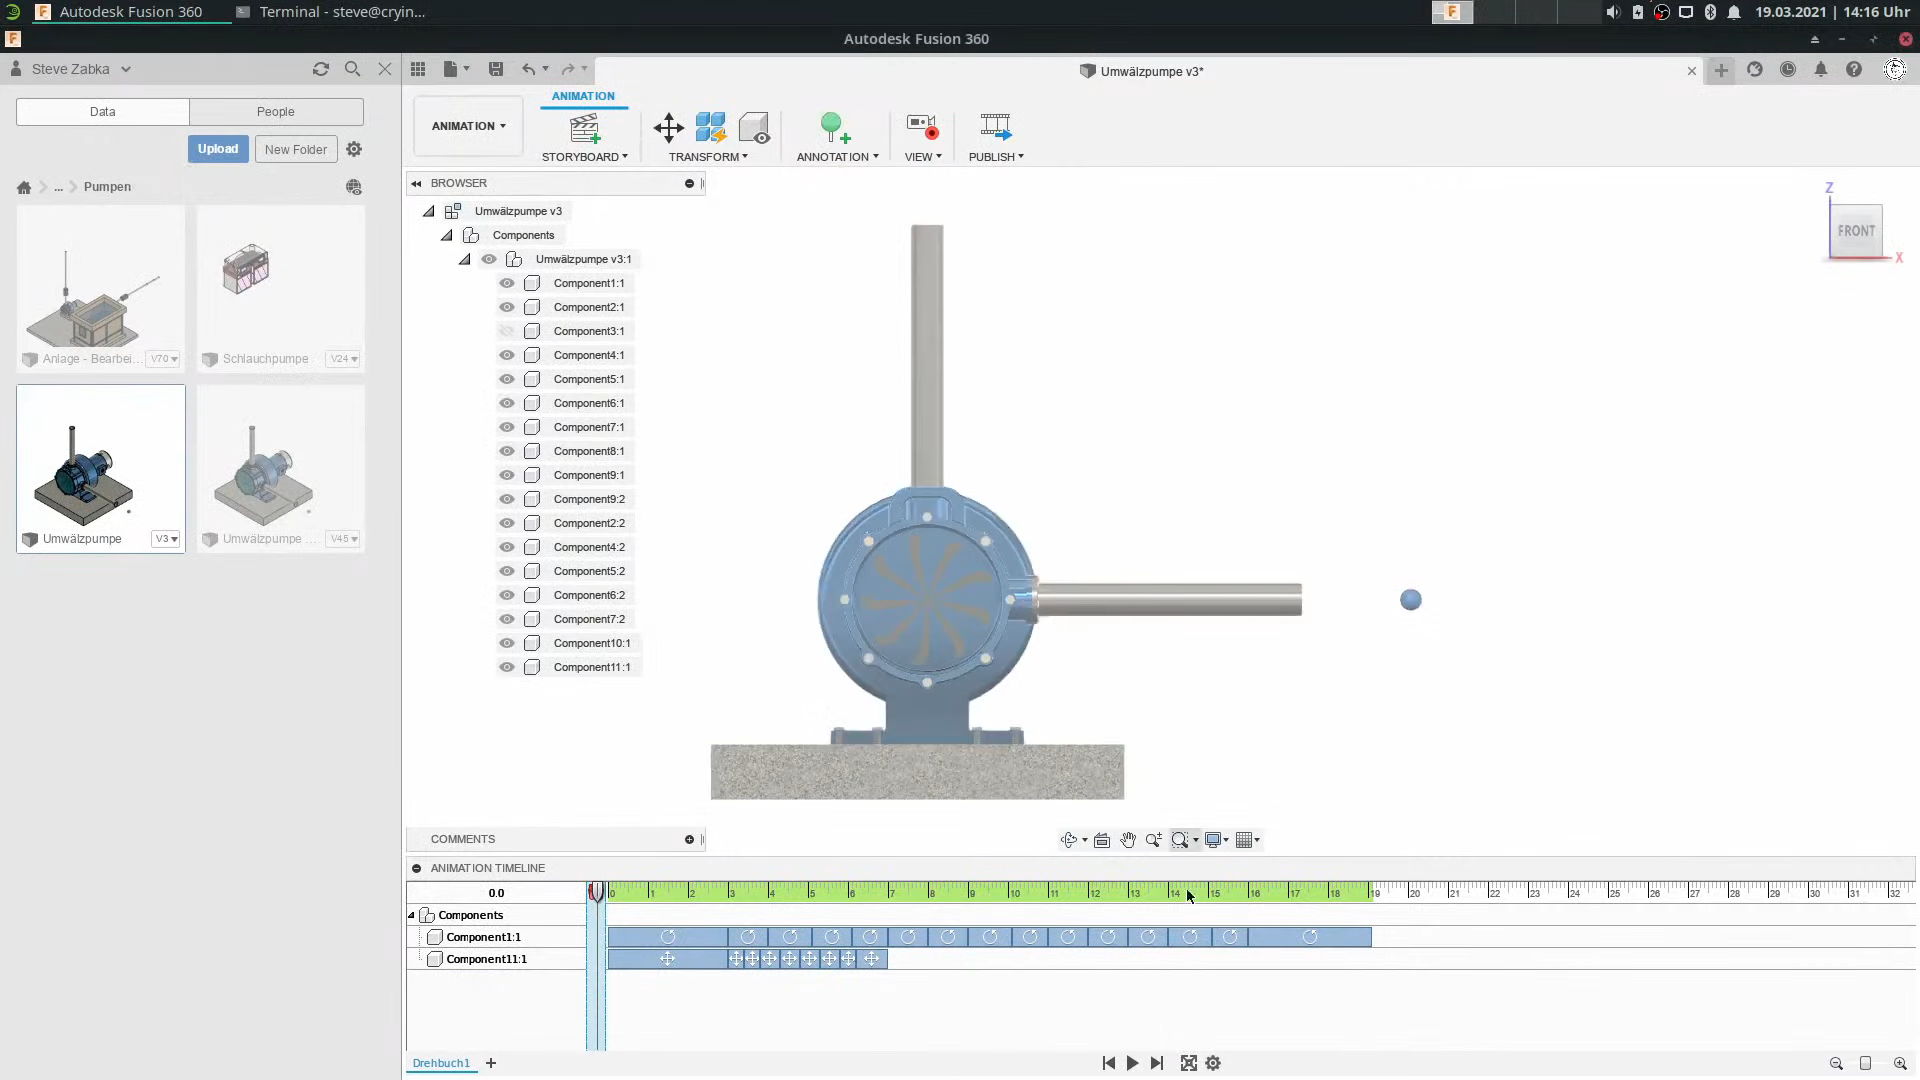 Autodesk Fusion 360
Terminal - steve@cryin...
19.03.2021 | 14:16 Uhr
Autodesk Fusion 360
Steve Zabka
Umwälzpumpe v3*
Data
People
Upload
New Folder
... Pumpen
Anlage - Bearbei...
V70
Schlauchpumpe
V24
Umwälzpumpe
V3
Umwälzpumpe ...
V45
ANIMATION
ANIMATION
STORYBOARD
TRANSFORM
ANNOTATION
VIEW
PUBLISH
BROWSER
Umwälzpumpe v3
Components
Umwälzpumpe v3:1
Component1:1
Component2:1
Component3:1
Component4:1
Component5:1
Component6:1
Component7:1
Component8:1
Component9:1
Component9:2
Component2:2
Component4:2
Component5:2
Component6:2
Component7:2
Component10:1
Component11:1
Z
FRONT
X
COMMENTS
ANIMATION TIMELINE
0.0
0 1 2 3 4 5 6 7 8 9 10 11 12 13 14 15 16 17 18 19 20 21 22 23 24 25 26 27 28 29 30 31 32
Components
Component1:1
Component11:1
Drehbuch1